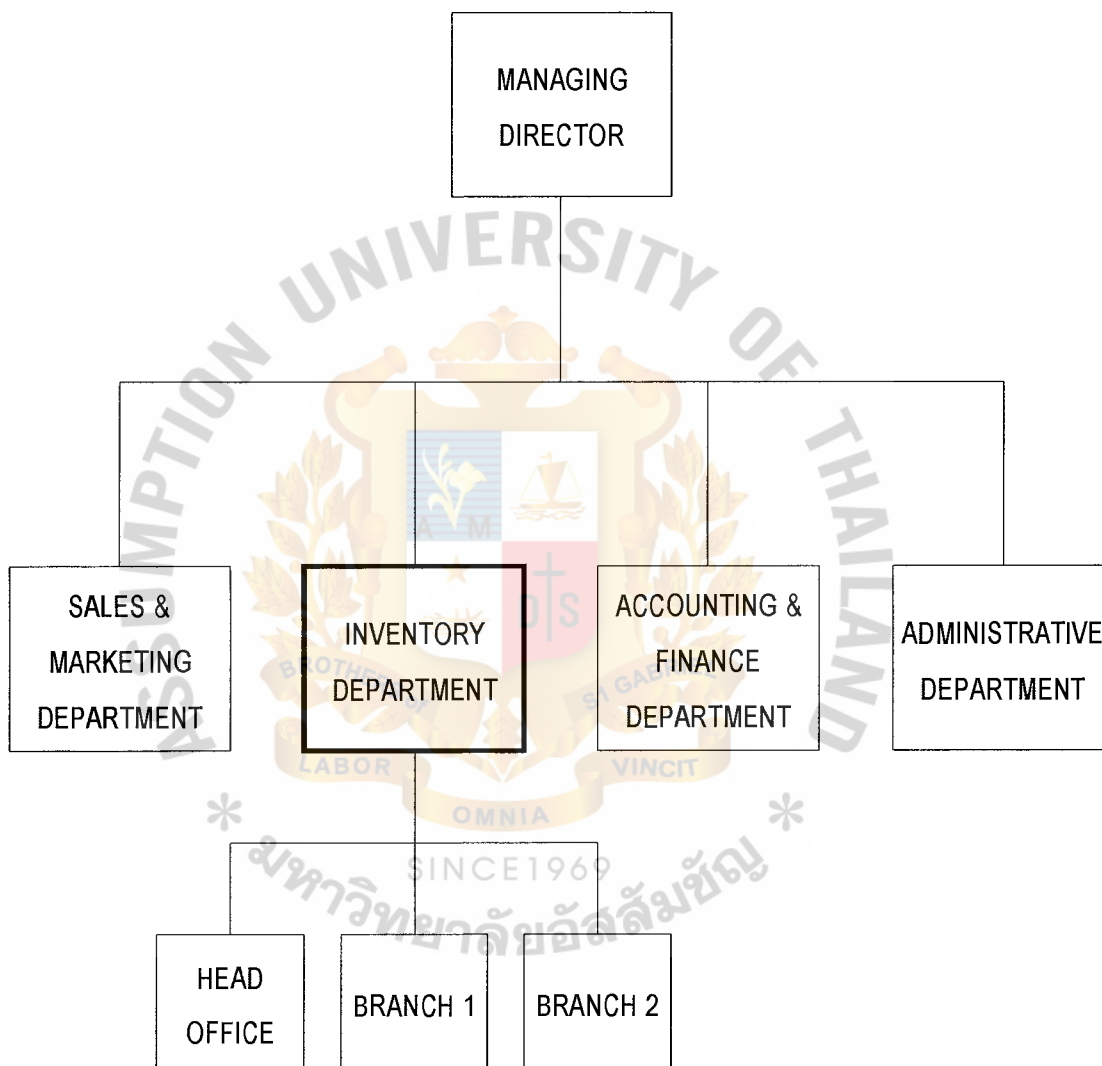 MANAGING
DIRECTOR
ASSUMPTION UNIVERSITY OF THAILAND
SALES &
MARKETING
DEPARTMENT
INVENTORY
DEPARTMENT
ACCOUNTING &
FINANCE
DEPARTMENT
ADMINISTRATIVE
DEPARTMENT
A M
D S
BROTHERS OF
ST GABRIEL
LABOR
OMNIA
VINCIT
SINCE1969
* มหาวิทยาลัยอัสสัมชัญ *
HEAD
OFFICE
BRANCH 1
BRANCH 2